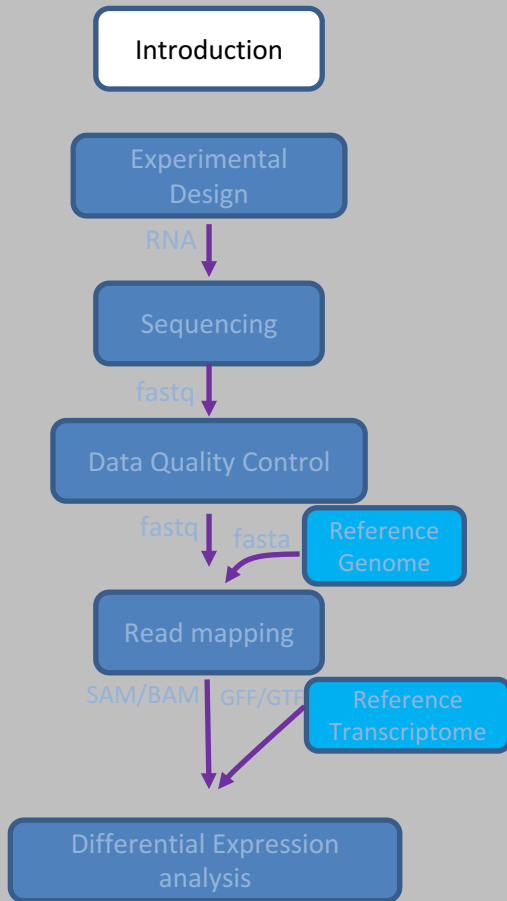 Introduction
Experimental
Design
RNA
Sequencing
fastq
Data Quality Control
fastq
fasta
Reference
Genome
Read mapping
SAM/BAM
GFF/GTF
Reference
Transcriptome
Differential Expression
analysis